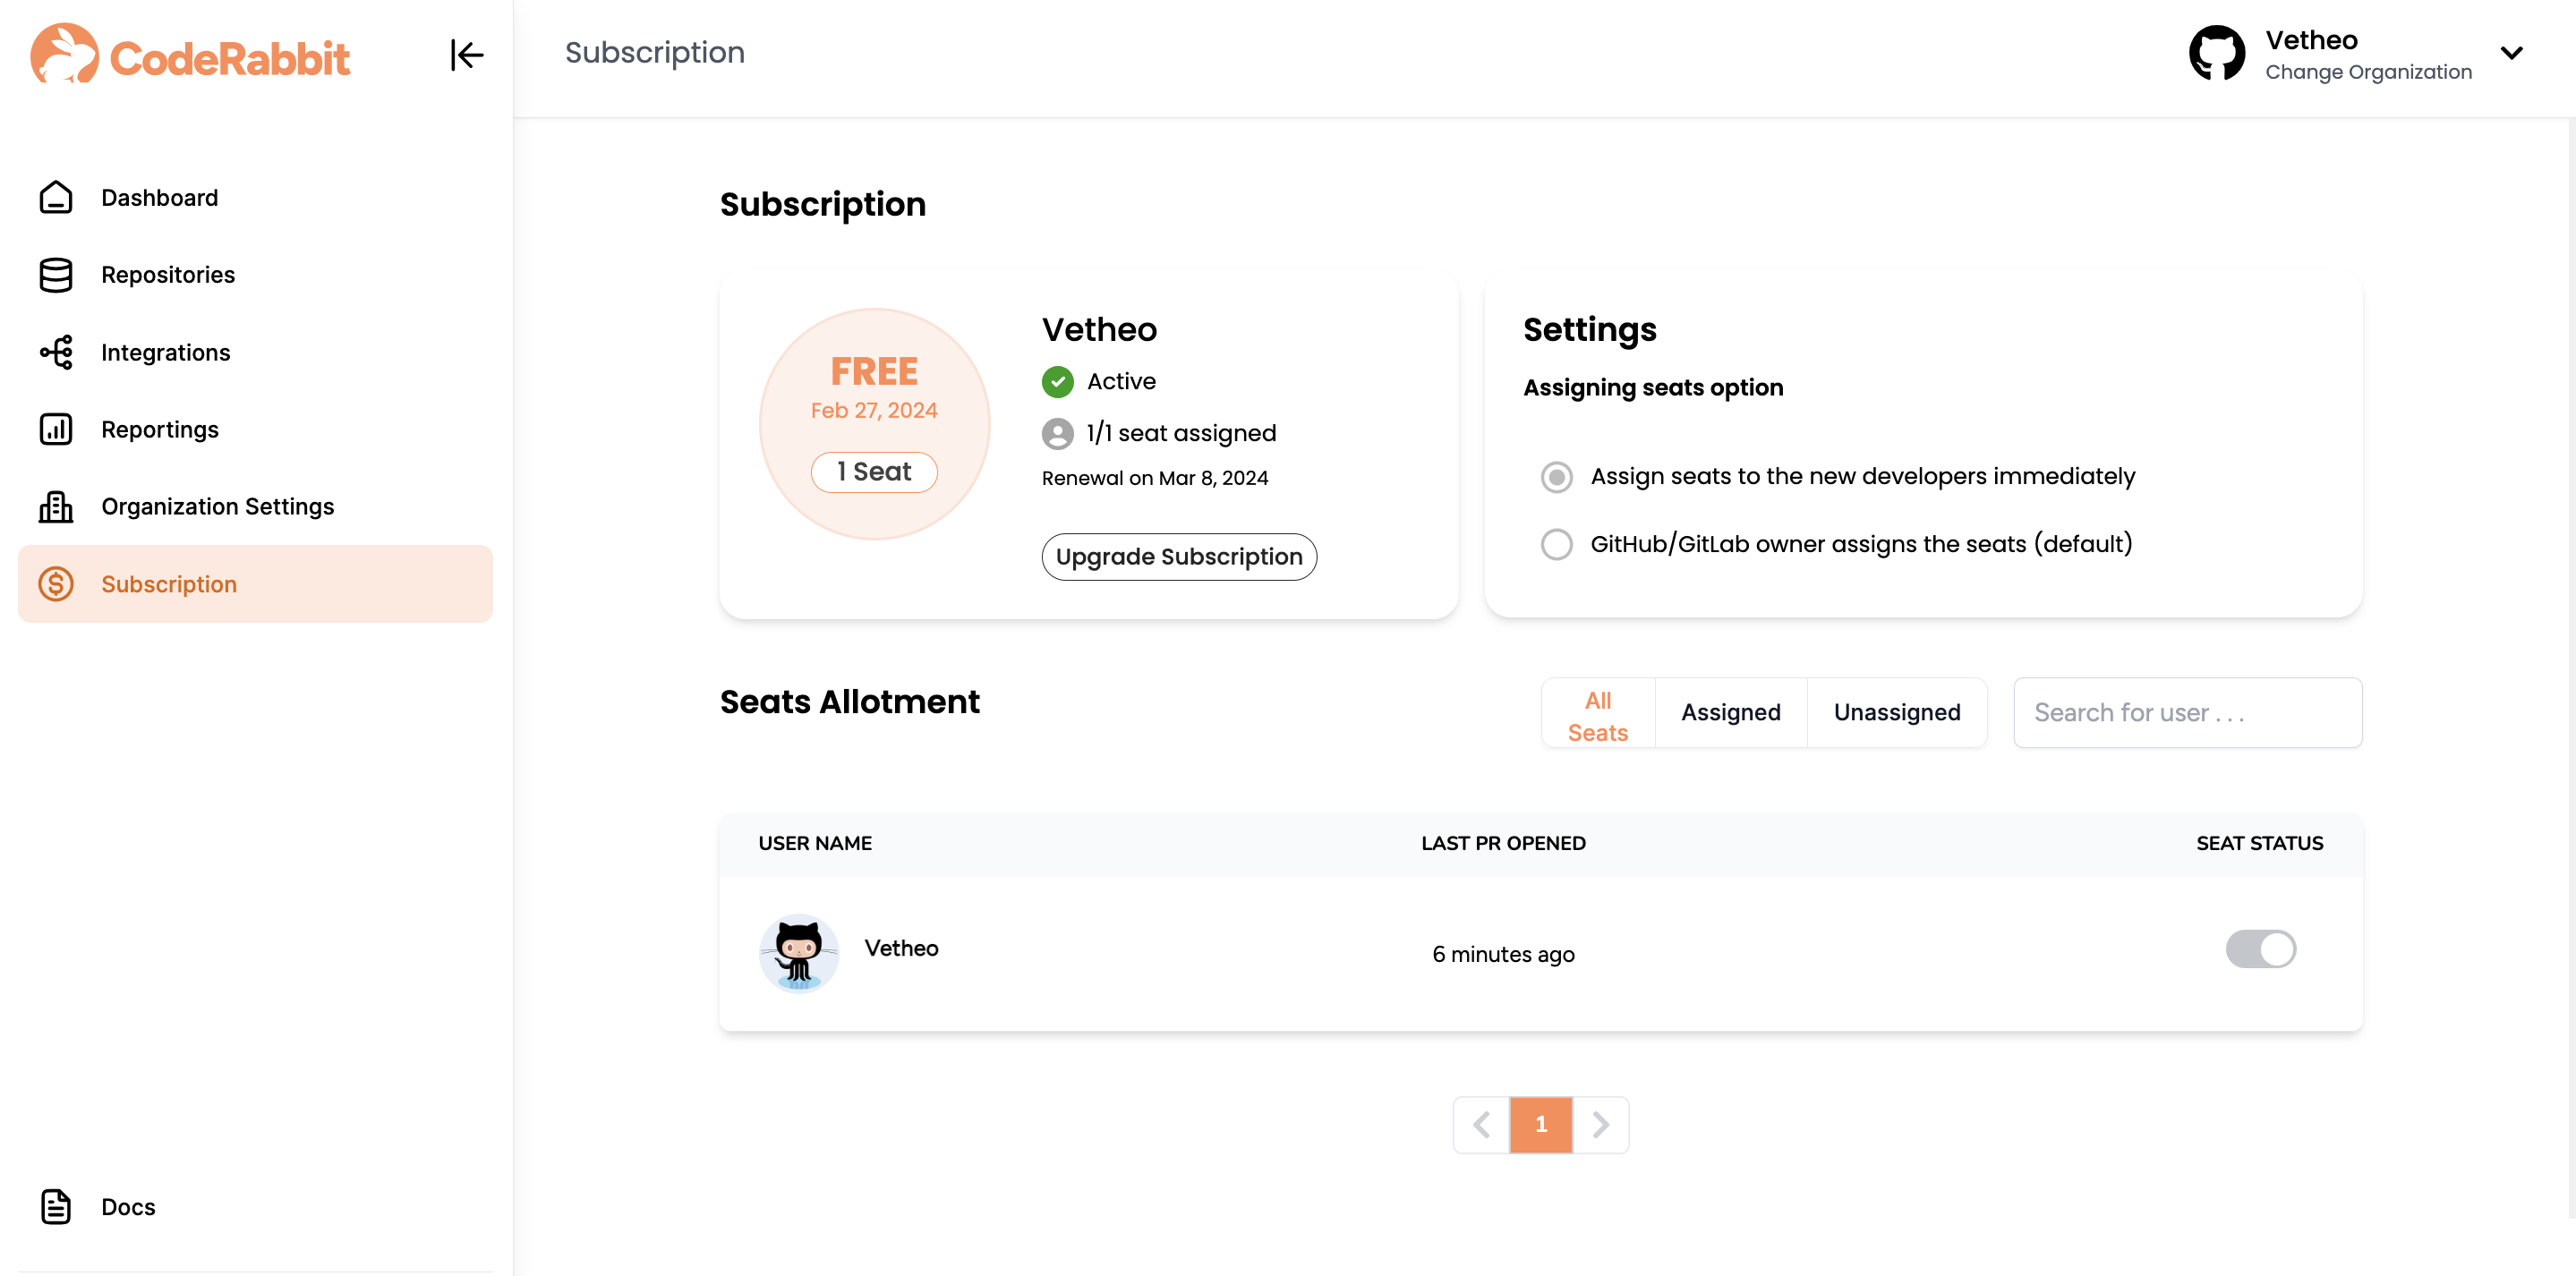 CodeRabbit
Dashboard
Repositories
Integrations
Reportings
Organization Settings
Subscription
Docs
Subscription
Vetheo
Change Organization
Subscription
FREE
Feb 27, 2024
1 Seat
Vetheo
Active
1/1 seat assigned
Renewal on Mar 8, 2024
Upgrade Subscription
Settings
Assigning seats option
Assign seats to the new developers immediately
GitHub/GitLab owner assigns the seats (default)
Seats Allotment
All
Seats
Assigned
Unassigned
Search for user . . .
USER NAME
LAST PR OPENED
SEAT STATUS
Vetheo
6 minutes ago
1